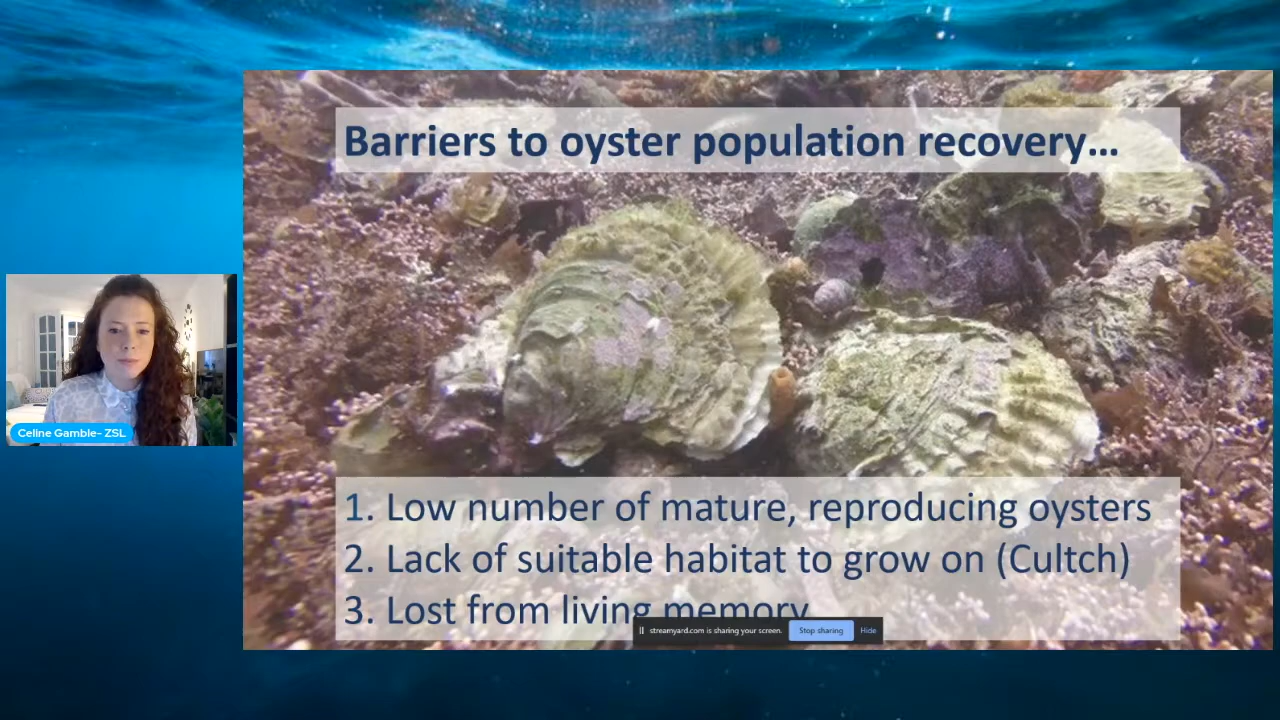 Barriers to oyster population recovery...
Celine Gamble- ZSL
1. Low number of mature, reproducing oysters
2. Lack of suitable habitat to grow on (Cultch)
3. Lost from living memory
streamyard.com is sharing your screen. Stop sharing Hide